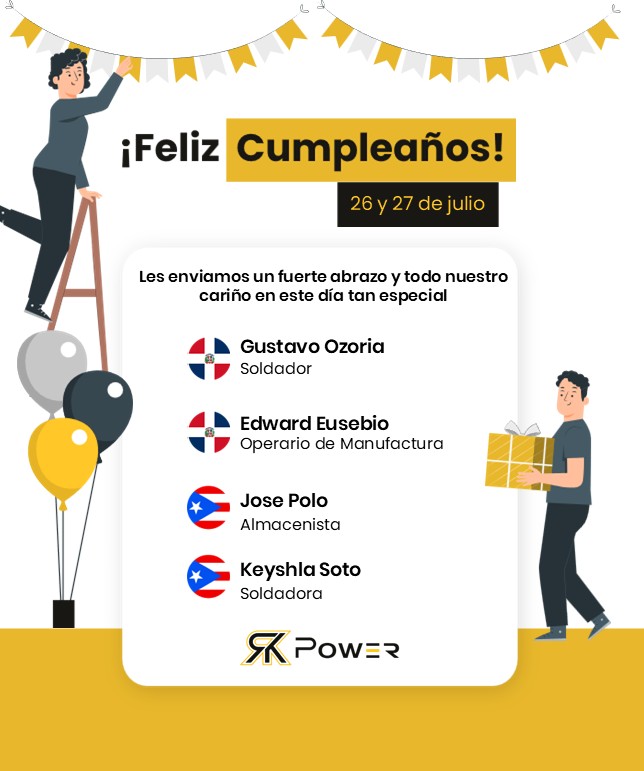 ¡Feliz Cumpleaños!
26 y 27 de julio
Les enviamos un fuerte abrazo y todo nuestro
cariño en este día tan especial
Gustavo Ozoria
Soldador
Edward Eusebio
Operario de Manufactura
Jose Polo
Almacenista
Keyshla Soto
Soldadora
RK POWER